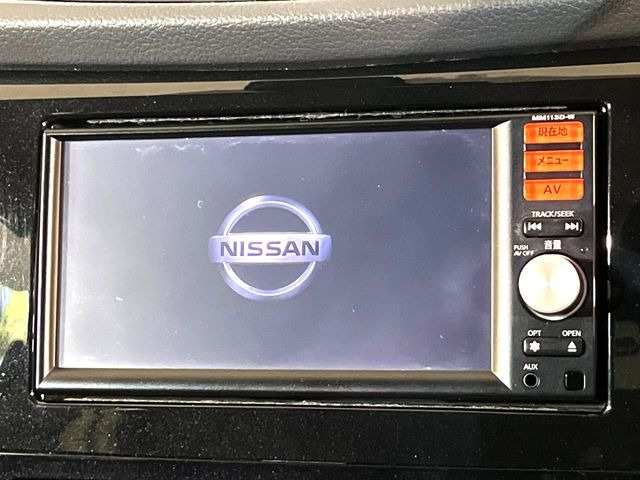 MM113D-W
現在地
メニュー
AV
TRACK/SEEK
音量
PUSH
AV OFF
NISSAN
OPT
OPEN
AUX